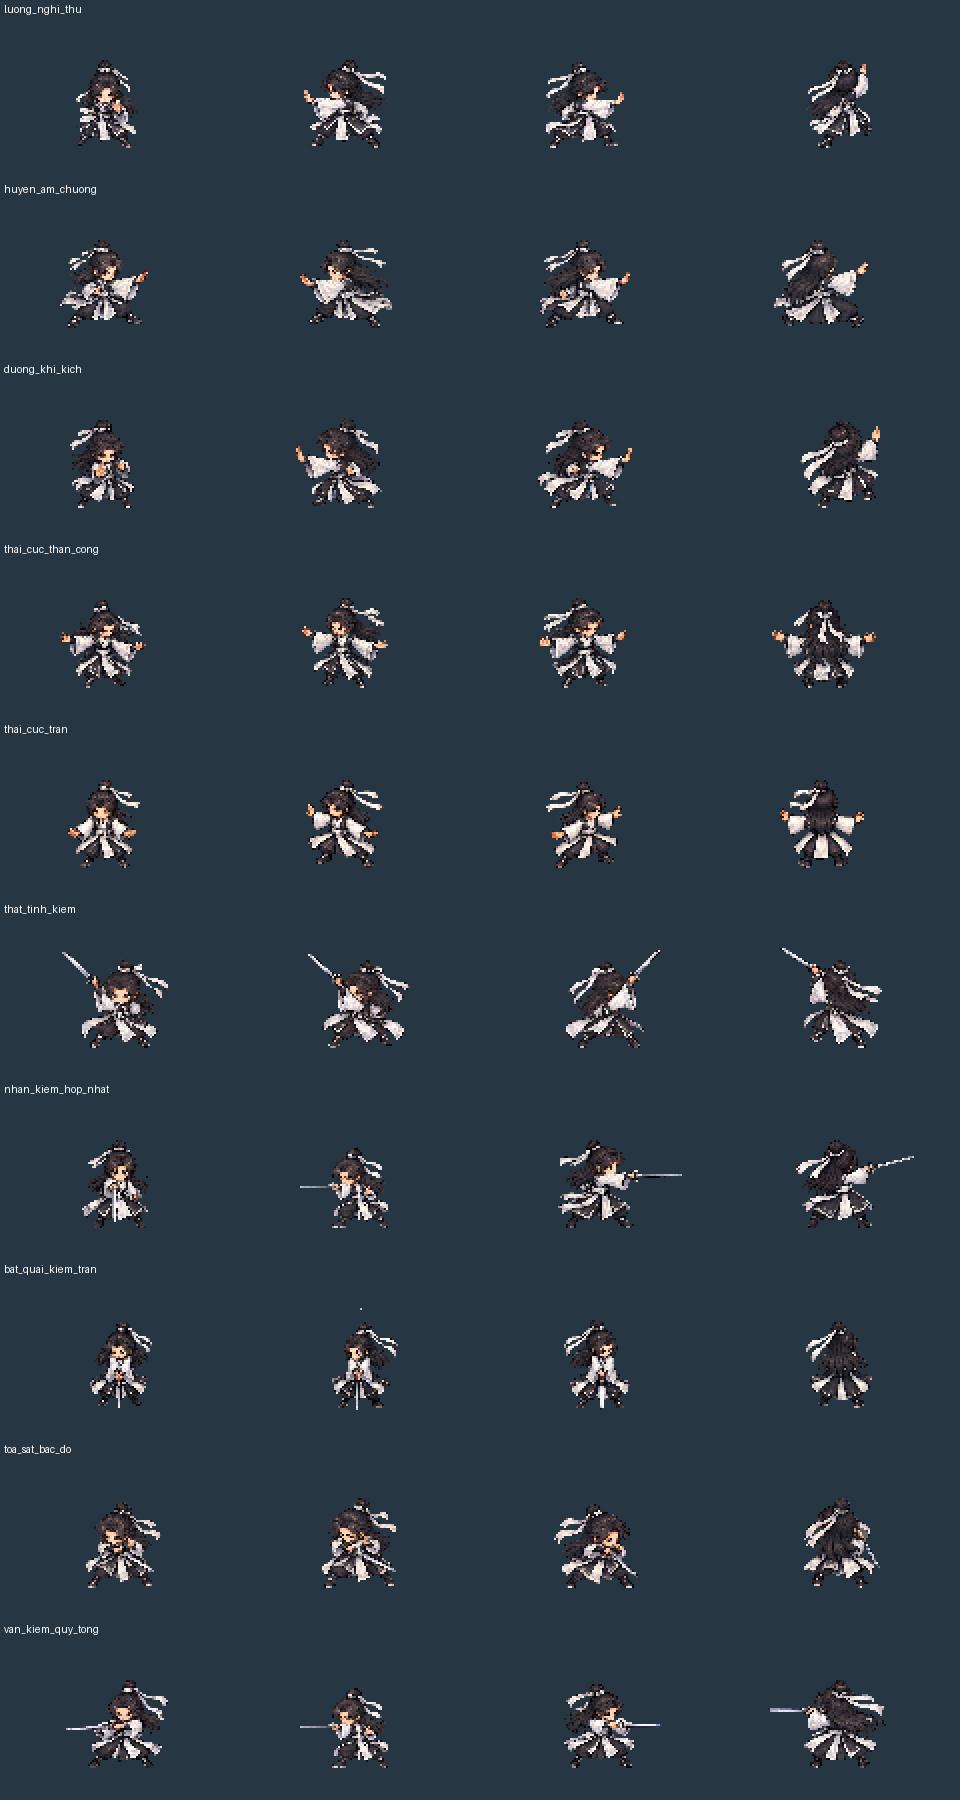 luong_nghi_thu
huyen_am_chuong
duong_khi_kich
thai_cuc_than_cong
thai_cuc_tran
that_tinh_kiem
nhan_kiem_hop_nhat
bat_quai_kiem_tran
toa_sat_bac_do
van_kiem_quy_tong